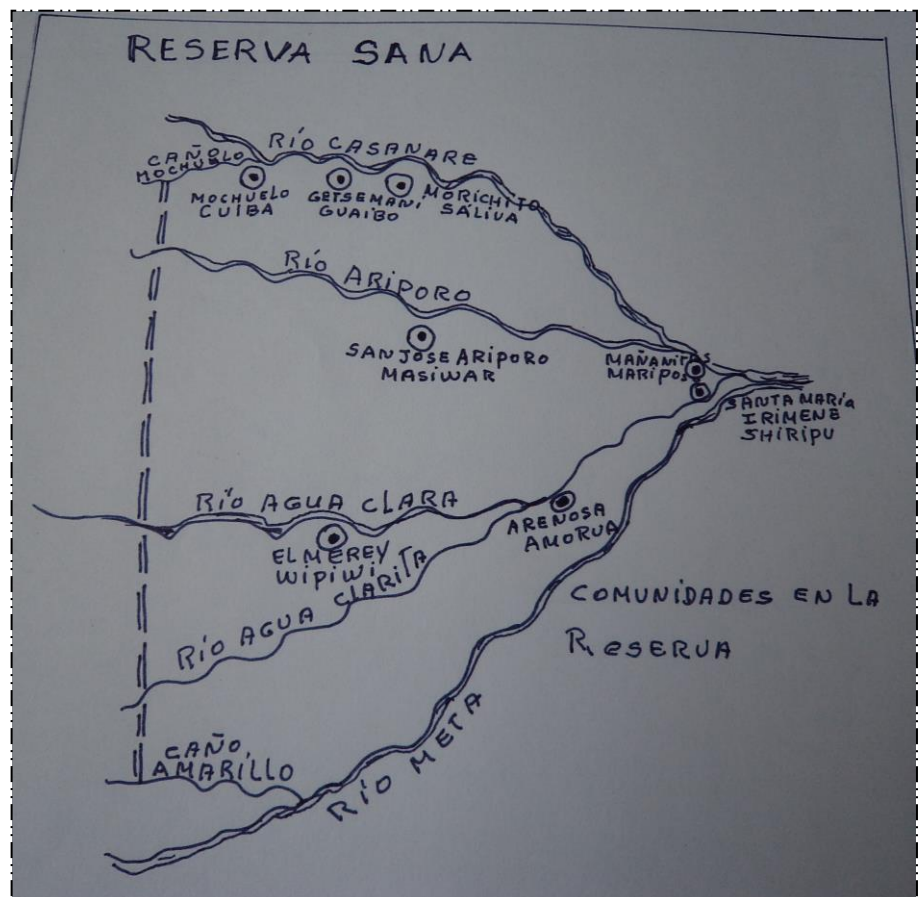 RESERVA SANA
RÍO CASANARE
CAÑO
MOCHUELO
MOCHUELO
CUIBA
GETSEMANÍ
GUAIBO
MORICHITO
SÁLIVA
RÍO ARIPORO
SAN JOSE ARIPORO
MASIWAR
MAÑANITAS
MARIPOSA
SANTA MARÍA
IRIMENE
SHIRIPU
RÍO AGUA CLARA
EL MEREY
WIPIWI
ARENOSA
AMORUA
RÍO AGUA CLARITA
COMUNIDADES EN LA
RESERVA
CAÑO
AMARILLO
RÍO META